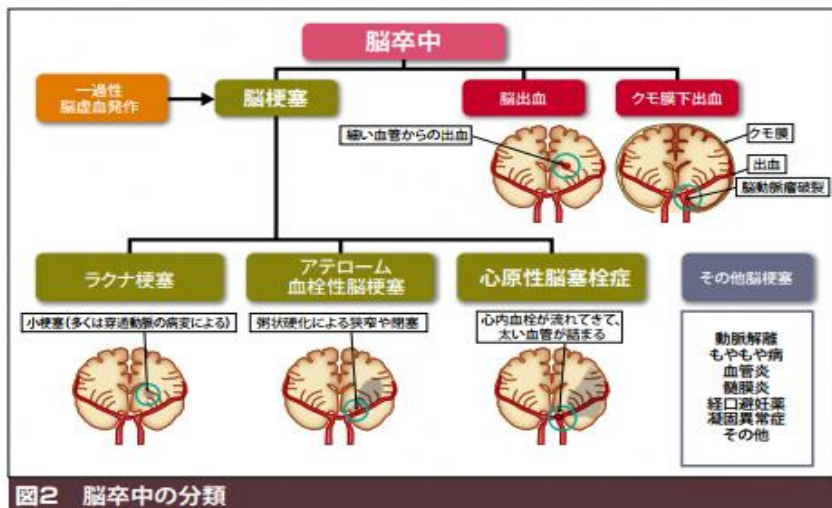 脳卒中
一過性
脳虚血発作
脳梗塞
脳出血
クモ膜下出血
細い血管からの出血
クモ膜
出血
脳動脈瘤破裂
ラクナ梗塞
小梗塞(多くは穿通動脈の病変による)
アテローム
血栓性脳梗塞
粥状硬化による狭窄や閉塞
心原性脳塞栓症
心内血栓が流れてきて、
太い血管が詰まる
その他脳梗塞
動脈解離
もやもや病
血管炎
髄膜炎
経口避妊薬
凝固異常症
その他
図2 脳卒中の分類